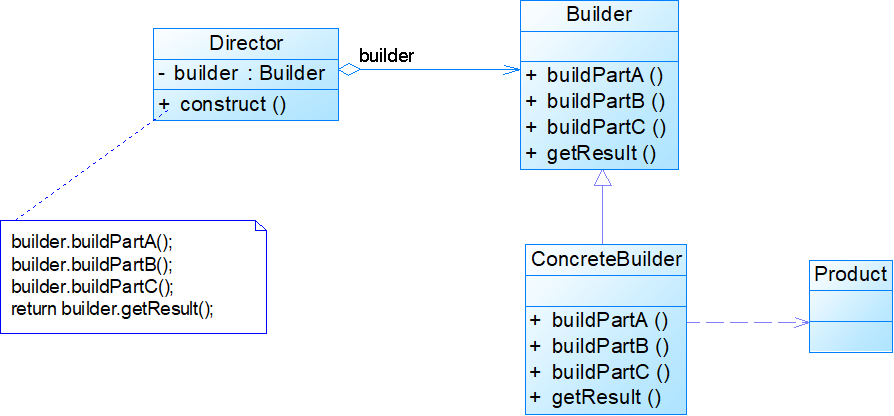 Director
- builder : Builder
+ construct ()
builder
Builder
+ buildPartA ()
+ buildPartB ()
+ buildPartC ()
+ getResult ()
builder.buildPartA();
builder.buildPartB();
builder.buildPartC();
return builder.getResult();
ConcreteBuilder
+ buildPartA ()
+ buildPartB ()
+ buildPartC ()
+ getResult ()
Product